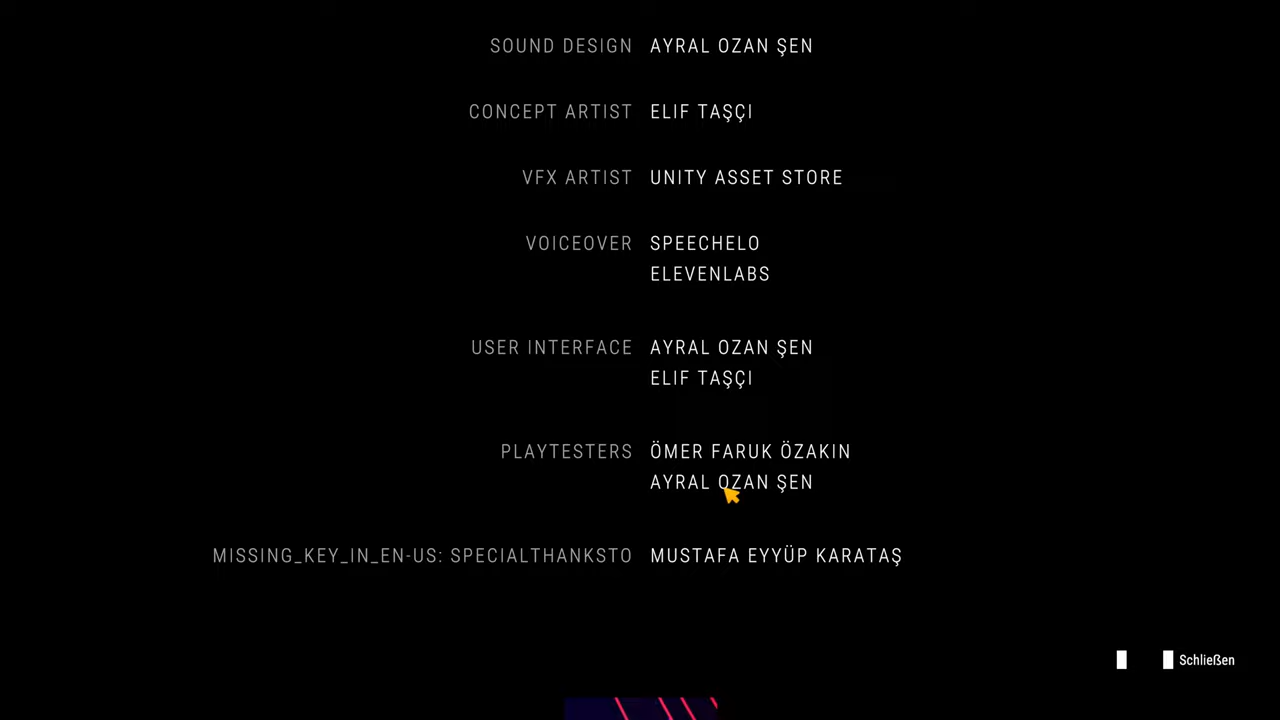 SOUND DESIGN AYRAL OZAN ŞEN
CONCEPT ARTIST ELIF TAŞÇI
VFX ARTIST UNITY ASSET STORE
VOICEOVER SPEECHELO
ELEVENLABS
USER INTERFACE AYRAL OZAN ŞEN
ELIF TAŞÇI
PLAYTESTERS ÖMER FARUK ÖZAKIN
AYRAL OZAN ŞEN
MISSING_KEY_IN_EN-US: SPECIALTHANKSTO MUSTAFA EYYÜP KARATAŞ
Schließen